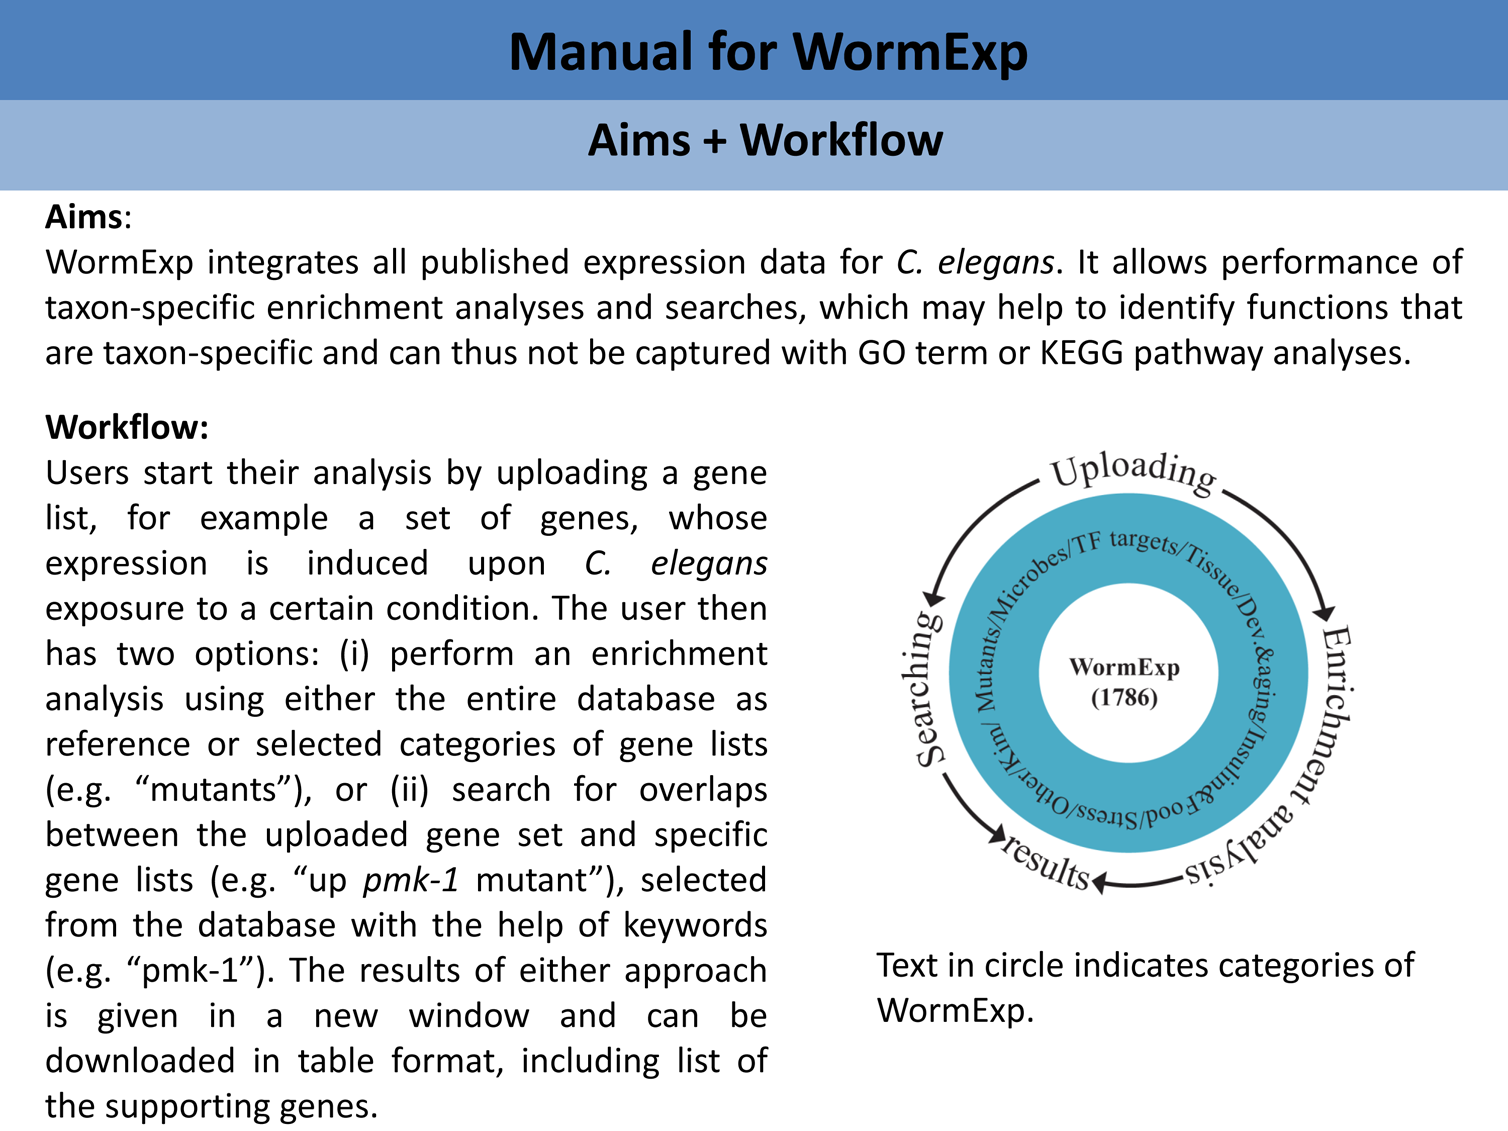 Manual for WormExp
Aims + Workflow
Aims:
WormExp integrates all published expression data for C. elegans. It allows performance of
taxon-specific enrichment analyses and searches, which may help to identify functions that
are taxon-specific and can thus not be captured with GO term or KEGG pathway analyses.
Workflow:
Users start their analysis by uploading a gene
list, for example a set of genes, whose
expression is induced upon C. elegans
exposure to a certain condition. The user then
has two options: (i) perform an enrichment
analysis using either the entire database as
reference or selected categories of gene lists
(e.g. “mutants”), or (ii) search for overlaps
between the uploaded gene set and specific
gene lists (e.g. “up pmk-1 mutant”), selected
from the database with the help of keywords
(e.g. “pmk-1”). The results of either approach
is given in a new window and can be
downloaded in table format, including list of
the supporting genes.
Uploading
Searching
Enrichment analysis
results
Mutants/Microbes/TF targets/Tissue/Dev.&aging/Insulin&Food/Stress/Other/Kim/
WormExp
(1786)
Text in circle indicates categories of
WormExp.